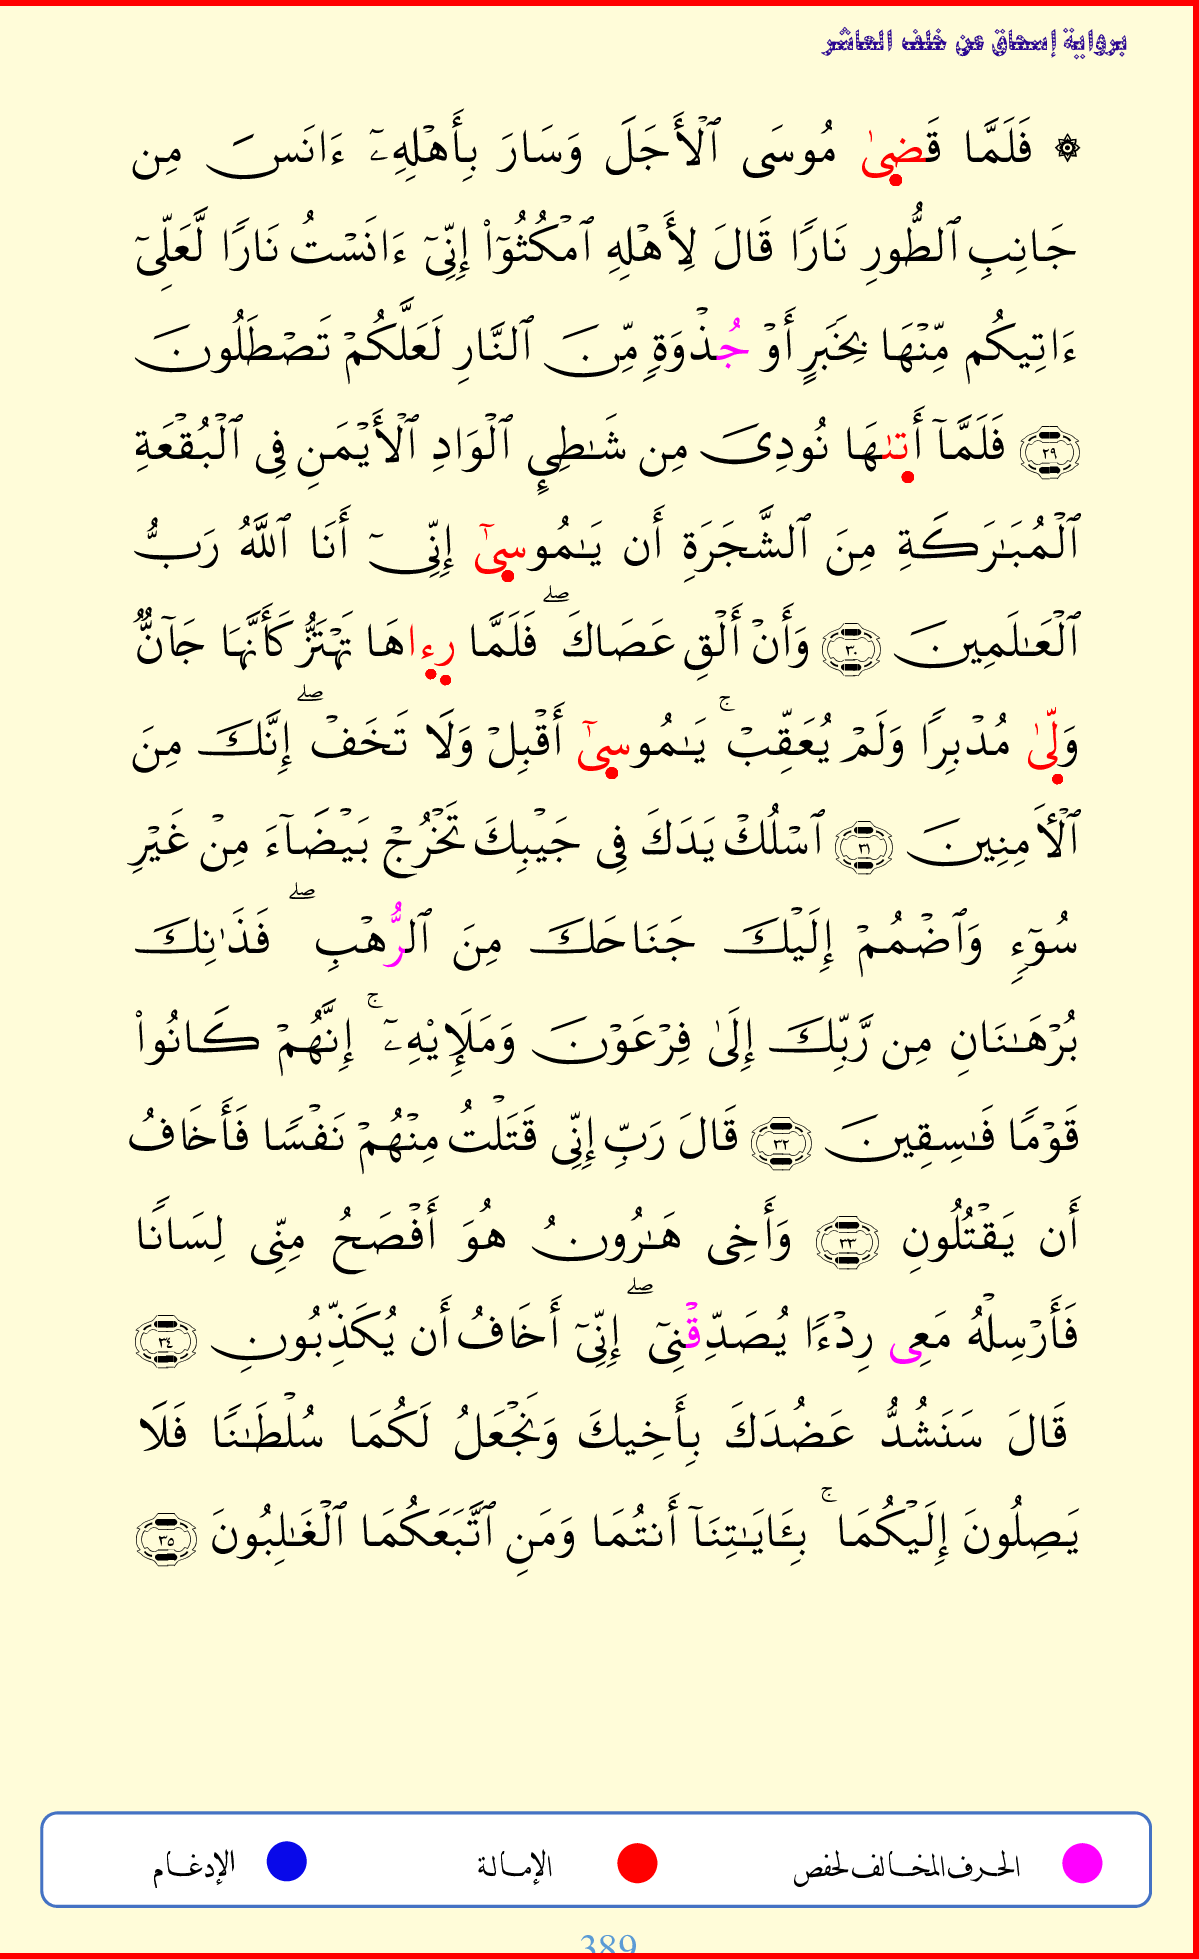 برواية إسحاق عن خلف العاشر
۞ فَلَمَّا قَضِىٰ مُوسَى ٱلۡأَجَلَ وَسَارَ بِأَهۡلِهِۦٓ ءَانَسَ مِن
جَانِبِ ٱلطُّورِ نَارًا قَالَ لِأَهۡلِهِ ٱمۡكُثُوٓاْ إِنِّىٓ ءَانَسۡتُ نَارًا لَّعَلِّىٓ
ءَاتِيكُم مِّنۡهَا بِخَبَرٍ أَوۡ جُذۡوَةٍ مِّنَ ٱلنَّارِ لَعَلَّكُمۡ تَصۡطَلُونَ
٢٩ فَلَمَّآ أَتىٰهَا نُودِىَ مِن شَـٰطِيِٕ ٱلۡوَادِ ٱلۡأَيۡمَنِ فِى ٱلۡبُقۡعَةِ
ٱلۡمُبَـٰرَكَةِ مِنَ ٱلشَّجَرَةِ أَن يَـٰمُوسِىٰٓ إِنِّىٓ أَنَا ٱللَّهُ رَبُّ
ٱلۡعَـٰلَمِينَ ٣٠ وَأَنۡ أَلۡقِ عَصَاكَۖ فَلَمَّا رِءِاهَا تَهۡتَزُّ كَأَنَّهَا جَآنٌّ
وَلِّىٰ مُدۡبِرًا وَلَمۡ يُعَقِّبۡۚ يَـٰمُوسِىٰٓ أَقۡبِلۡ وَلَا تَخَفۡۖ إِنَّكَ مِنَ
ٱلۡأٓمِنِينَ ٣١ ٱسۡلُكۡ يَدَكَ فِى جَيۡبِكَ تَخۡرُجۡ بَيۡضَآءَ مِنۡ غَيۡرِ
سُوٓءٍ وَٱضۡمُمۡ إِلَيۡكَ جَنَاحَكَ مِنَ ٱلرُّهۡبِۖ فَذَٰنِكَ
بُرۡهَـٰنَانِ مِن رَّبِّكَ إِلَىٰ فِرۡعَوۡنَ وَمَلَإِيْهِۦٓۚ إِنَّهُمۡ كَانُواْ
قَوۡمًا فَـٰسِقِينَ ٣٢ قَالَ رَبِّ إِنِّى قَتَلۡتُ مِنۡهُمۡ نَفۡسًا فَأَخَافُ
أَن يَقۡتُلُونِ ٣٣ وَأَخِى هَـٰرُونُ هُوَ أَفۡصَحُ مِنِّى لِسَانًا
فَأَرۡسِلۡهُ مَعِى رِدۡءًا يُصَدِّقۡنِىٓۖ إِنِّىٓ أَخَافُ أَن يُكَذِّبُونِ ٣٤
قَالَ سَنَشُدُّ عَضُدَكَ بِأَخِيكَ وَنَجۡعَلُ لَكُمَا سُلۡطَـٰنًا فَلَا
يَصِلُونَ إِلَيۡكُمَاۚ بِـَٔايَـٰتِنَآ أَنتُمَا وَمَنِ ٱتَّبَعَكُمَا ٱلۡغَـٰلِبُونَ ٣٥
الحرف المخالف لحفص الإمالة الإدغام
389